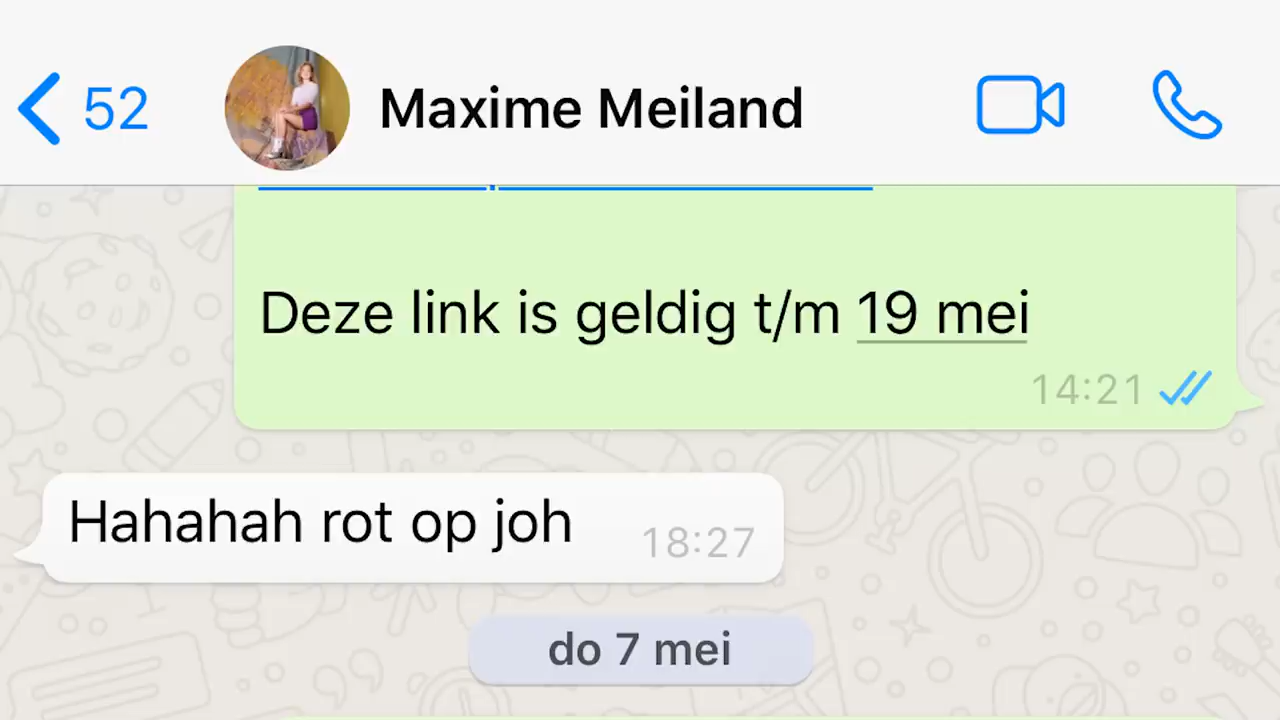 52
Maxime Meiland
Deze link is geldig t/m 19 mei
14:21
Hahahah rot op joh
18:27
do 7 mei